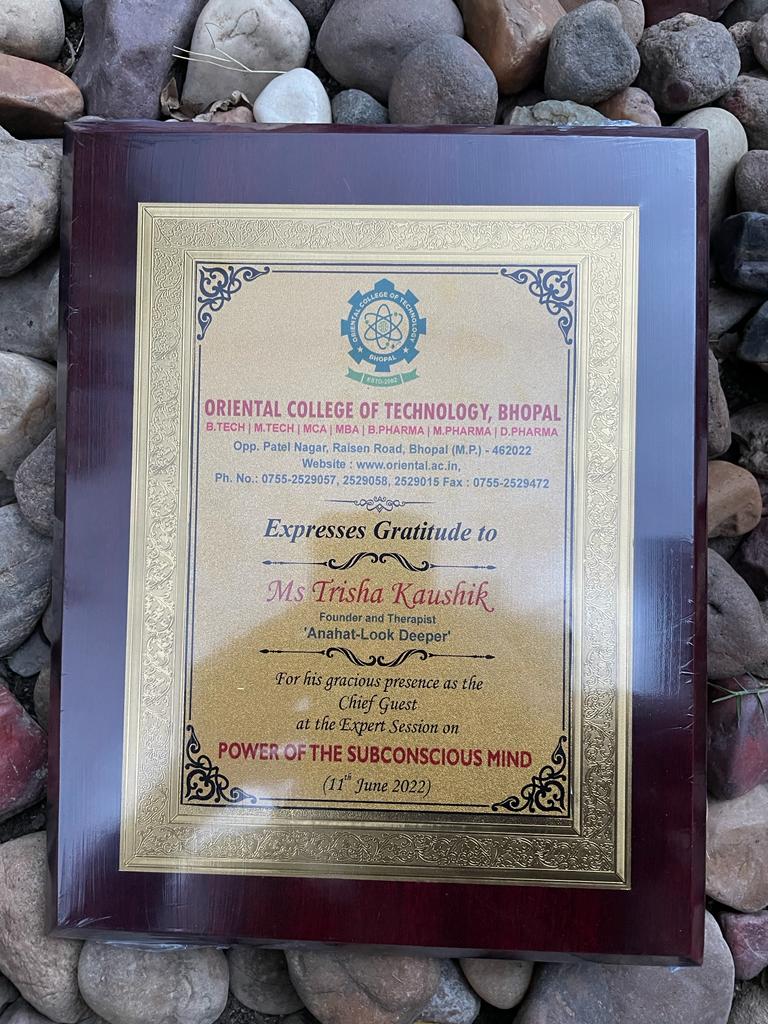 ORIENTAL COLLEGE OF TECHNOLOGY
BHOPAL
ESTD-2002
ORIENTAL COLLEGE OF TECHNOLOGY, BHOPAL
B.TECH | M.TECH | MCA | MBA | B.PHARMA | M.PHARMA | D.PHARMA
Opp. Patel Nagar, Raisen Road, Bhopal (M.P.) - 462022
Website : www.oriental.ac.in,
Ph. No.: 0755-2529057, 2529058, 2529015 Fax : 0755-2529472
Expresses Gratitude to
Ms Trisha Kaushik
Founder and Therapist
'Anahat-Look Deeper'
For his gracious presence as the
Chief Guest
at the Expert Session on
POWER OF THE SUBCONSCIOUS MIND
(11th June 2022)